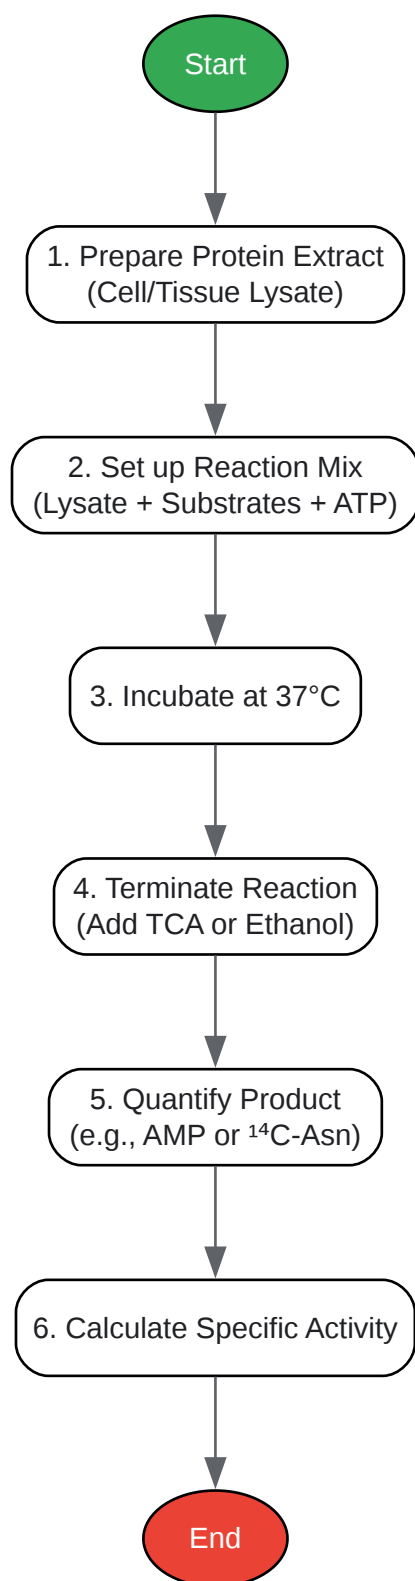 Start
1. Prepare Protein Extract
(Cell/Tissue Lysate)
2. Set up Reaction Mix
(Lysate + Substrates + ATP)
3. Incubate at 37°C
4. Terminate Reaction
(Add TCA or Ethanol)
5. Quantify Product
(e.g., AMP or ¹⁴C-Asn)
6. Calculate Specific Activity
End